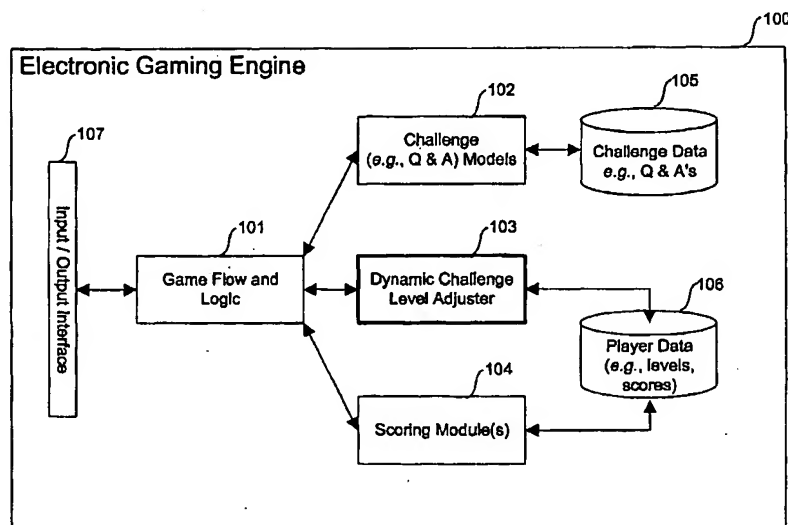 100
Electronic Gaming Engine
102
Challenge
(e.g., Q & A) Models
105
Challenge Data
e.g., Q & A's
107
Input / Output Interface
101
Game Flow and
Logic
103
Dynamic Challenge
Level Adjuster
106
Player Data
(e.g., levels,
scores)
104
Scoring Module(s)